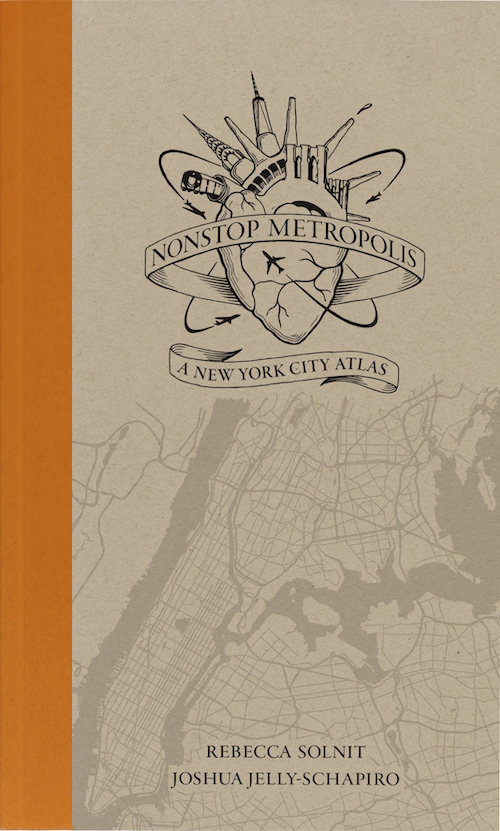 NONSTOP METROPOLIS
A NEW YORK CITY ATLAS
REBECCA SOLNIT
JOSHUA JELLY-SCHAPIRO